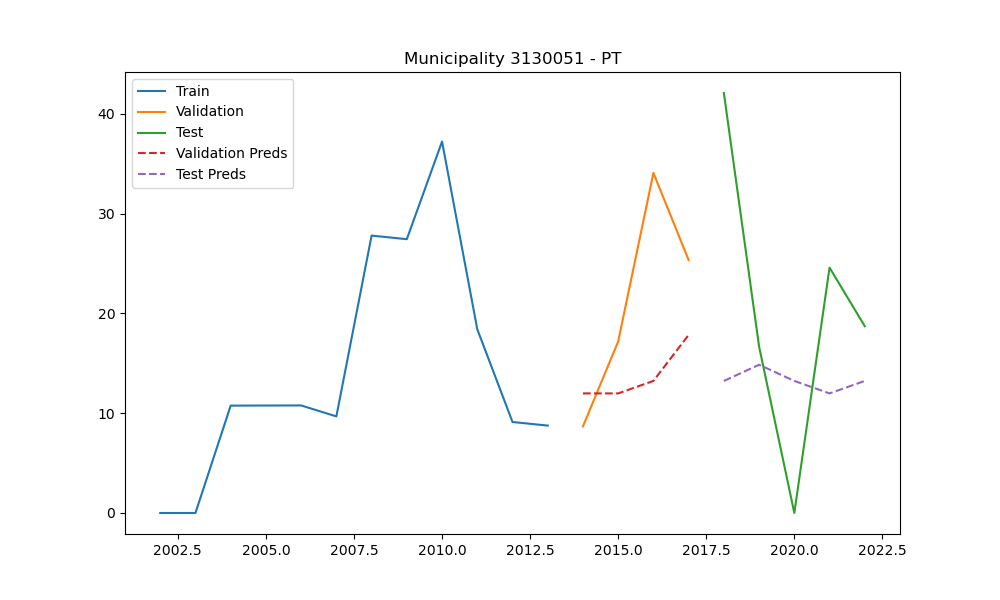 Municipality 3130051 - PT
Train
Validation
Test
Validation Preds
Test Preds
40
30
20
10
0
2002.5 2005.0 2007.5 2010.0 2012.5 2015.0 2017.5 2020.0 2022.5